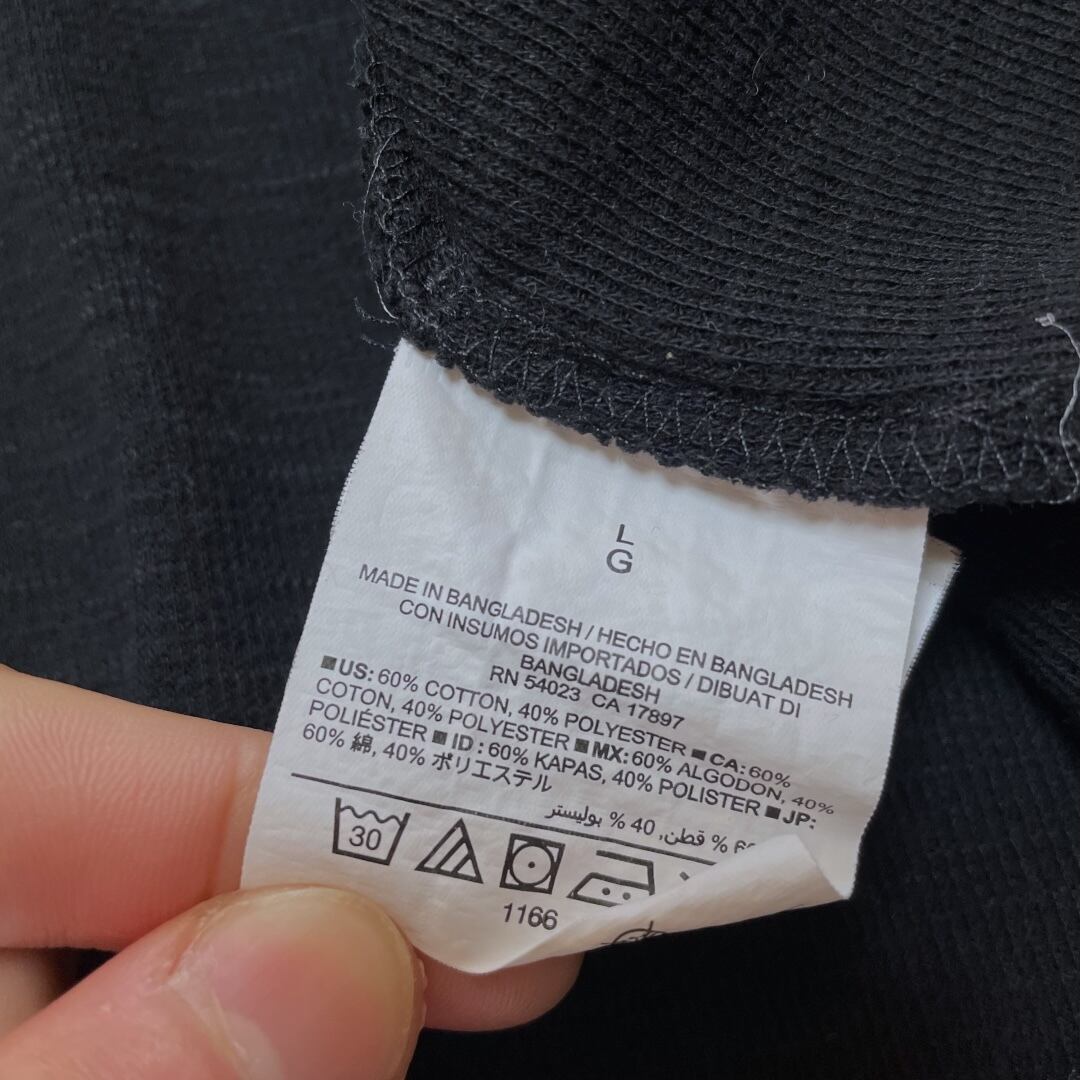 L
G
MADE IN BANGLADESH / HECHO EN BANGLADESH
CON INSUMOS IMPORTADOS / DIBUAT DI
BANGLADESH
RN 54023 CA 17897
■US: 60% COTTON, 40% POLYESTER ■CA: 60%
COTON, 40% POLYESTER ■MX: 60% ALGODON, 40%
POLIÉSTER ■ID: 60% KAPAS, 40% POLISTER ■JP:
60% 綿, 40% ポリエステル
% قطن, 40 % بوليستر
30
1166